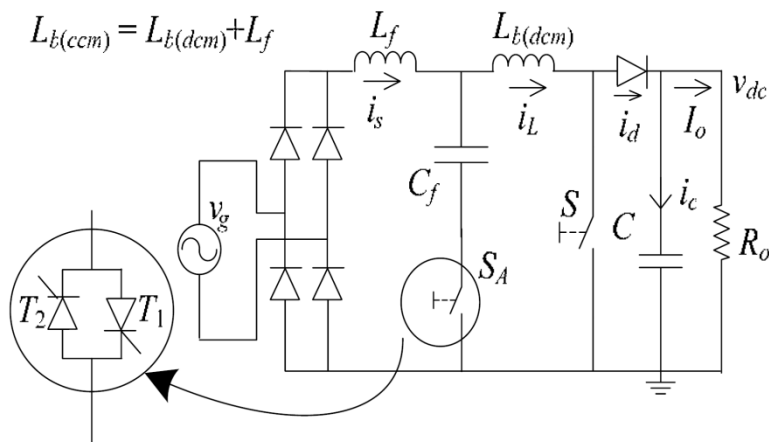 L_b(ccm) = L_b(dcm)+L_f
L_f
L_b(dcm)
i_s
i_L
i_d
I_o
v_dc
C_f
v_g
S
i_c
C
R_o
S_A
T_2
T_1